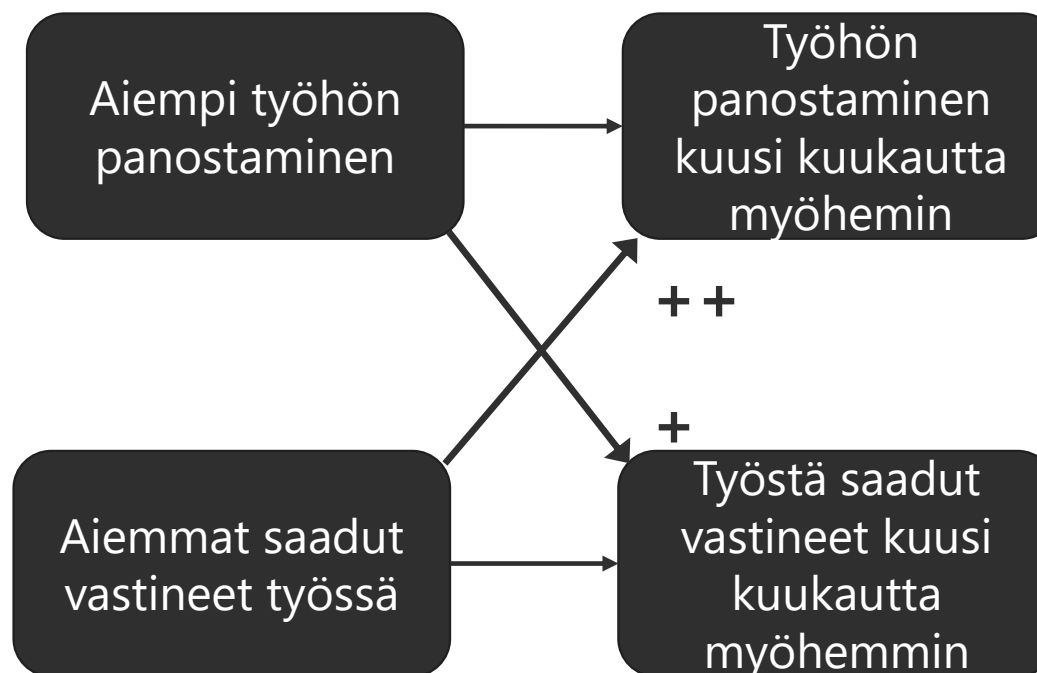 Aiempi työhön
panostaminen
Työhön
panostaminen
kuusi kuukautta
myöhemin
++
+
Aiemmat saadut
vastineet työssä
Työstä saadut
vastineet kuusi
kuukautta
myöhemmin